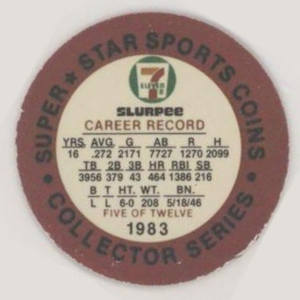 SUPER ★ STAR SPORTS COINS
7
ELEVEN
SLURPEE
CAREER RECORD
YRS. AVG. G AB R H
16 .272 2171 7727 1270 2099
TB 2B 3B HR RBI SB
3956 379 43 464 1386 216
B T HT. WT. BN.
L L 6-0 208 5/18/46
FIVE OF TWELVE
1983
• COLLECTOR SERIES •